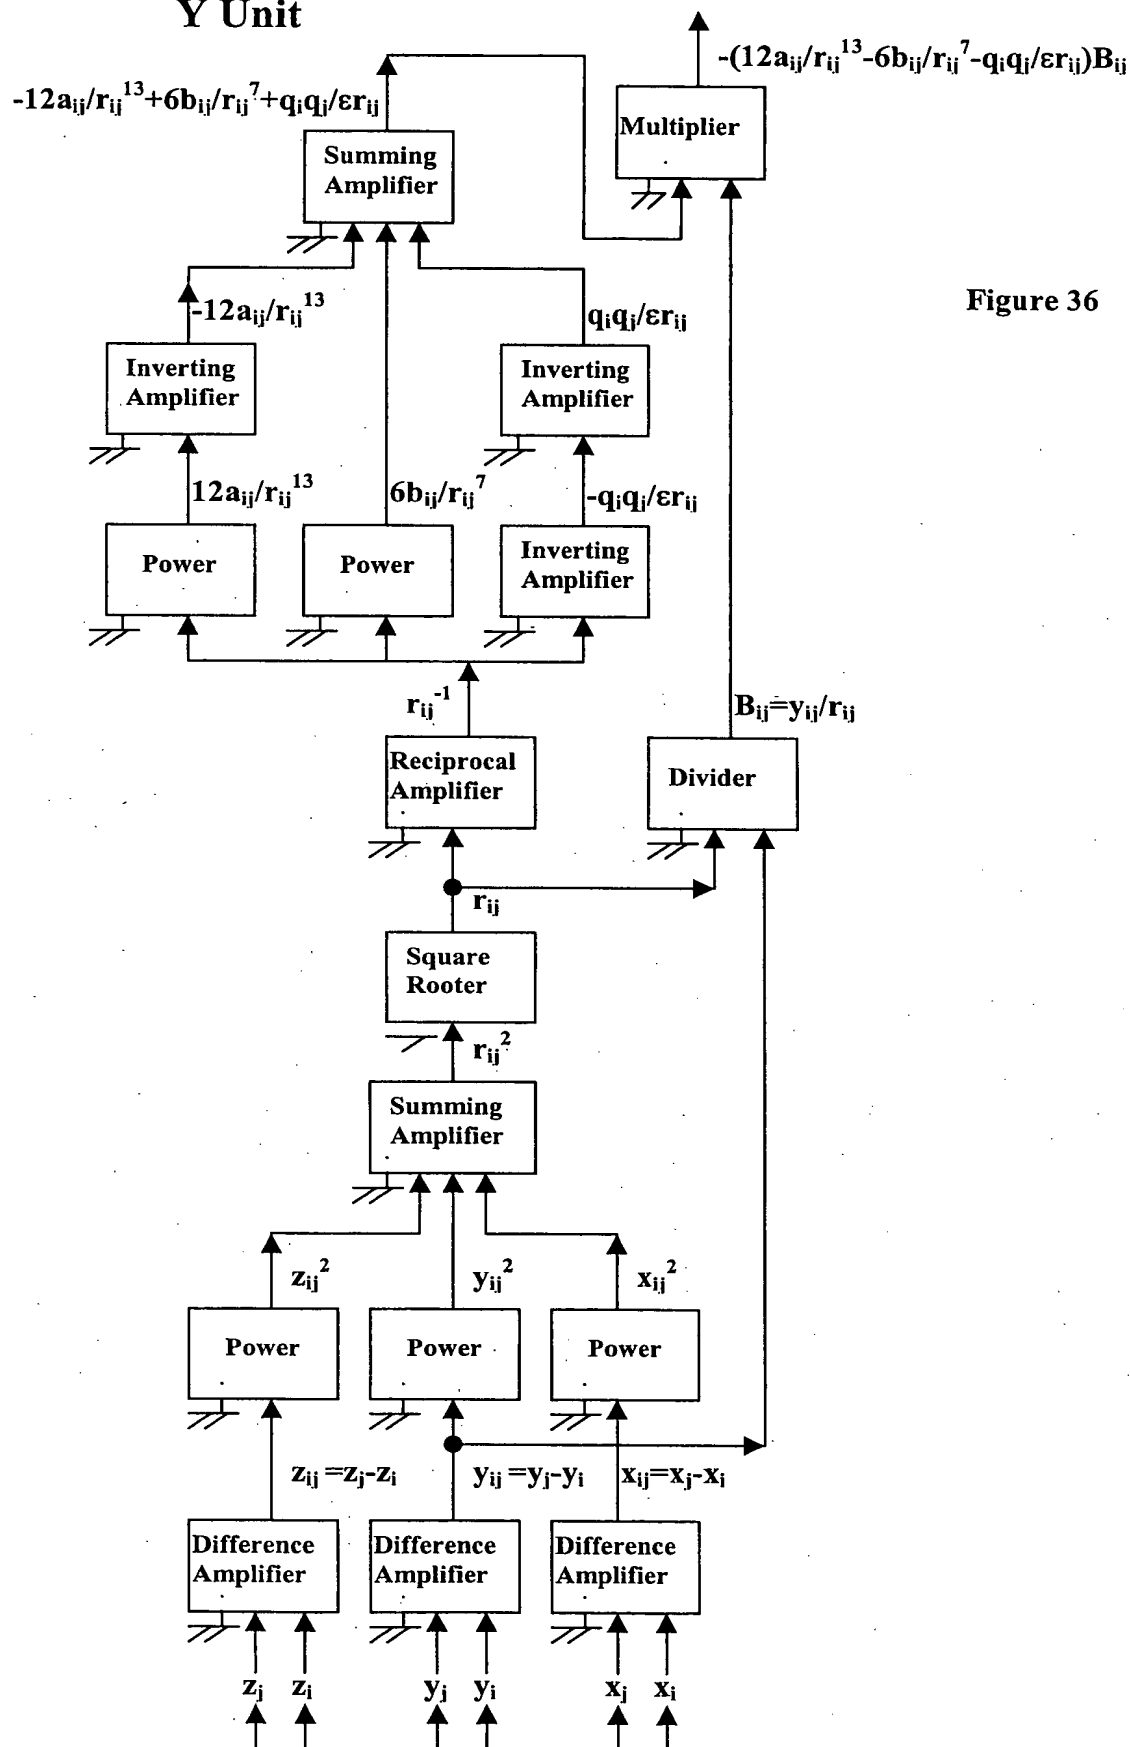 Y Unit
-(12aᵢⱼ/rᵢⱼ¹³-6bᵢⱼ/rᵢⱼ⁷-qᵢqⱼ/εrᵢⱼ)Bᵢⱼ
-12aᵢⱼ/rᵢⱼ¹³+6bᵢⱼ/rᵢⱼ⁷+qᵢqⱼ/εrᵢⱼ
Multiplier
Summing
Amplifier
Figure 36
-12aᵢⱼ/rᵢⱼ¹³
qᵢqⱼ/εrᵢⱼ
Inverting
Amplifier
Inverting
Amplifier
12aᵢⱼ/rᵢⱼ¹³
6bᵢⱼ/rᵢⱼ⁷
-qᵢqⱼ/εrᵢⱼ
Power
Power
Inverting
Amplifier
rᵢⱼ⁻¹
Bᵢⱼ=yᵢⱼ/rᵢⱼ
Reciprocal
Amplifier
Divider
rᵢⱼ
Square
Rooter
rᵢⱼ²
Summing
Amplifier
zᵢⱼ²
yᵢⱼ²
xᵢⱼ²
Power
Power
Power
zᵢⱼ =zⱼ-zᵢ
yᵢⱼ =yⱼ-yᵢ
xᵢⱼ=xⱼ-xᵢ
Difference
Amplifier
Difference
Amplifier
Difference
Amplifier
zⱼ zᵢ
yⱼ yᵢ
xⱼ xᵢ